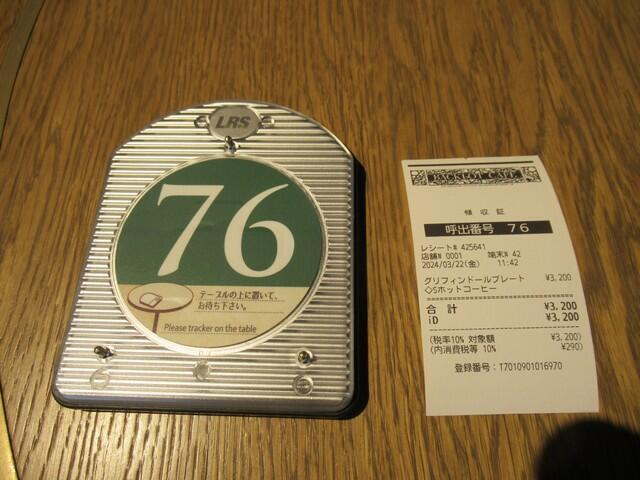 LRS
76
テーブルの上に置いて、
お待ち下さい。
Please tracker on the table
BACKLOT CAFE
領 収 証
呼出番号 76
レシート# 425641
店舗# 0001 端末№ 42
2024/03/22(金) 11:42
グリフィンドールプレート ¥3,200
◇Sホットコーヒー
合 計 ¥3,200
iD ¥3,200
(税率10% 対象額 ¥3,200)
(内消費税等 10% ¥290)
登録番号：T7010901016970